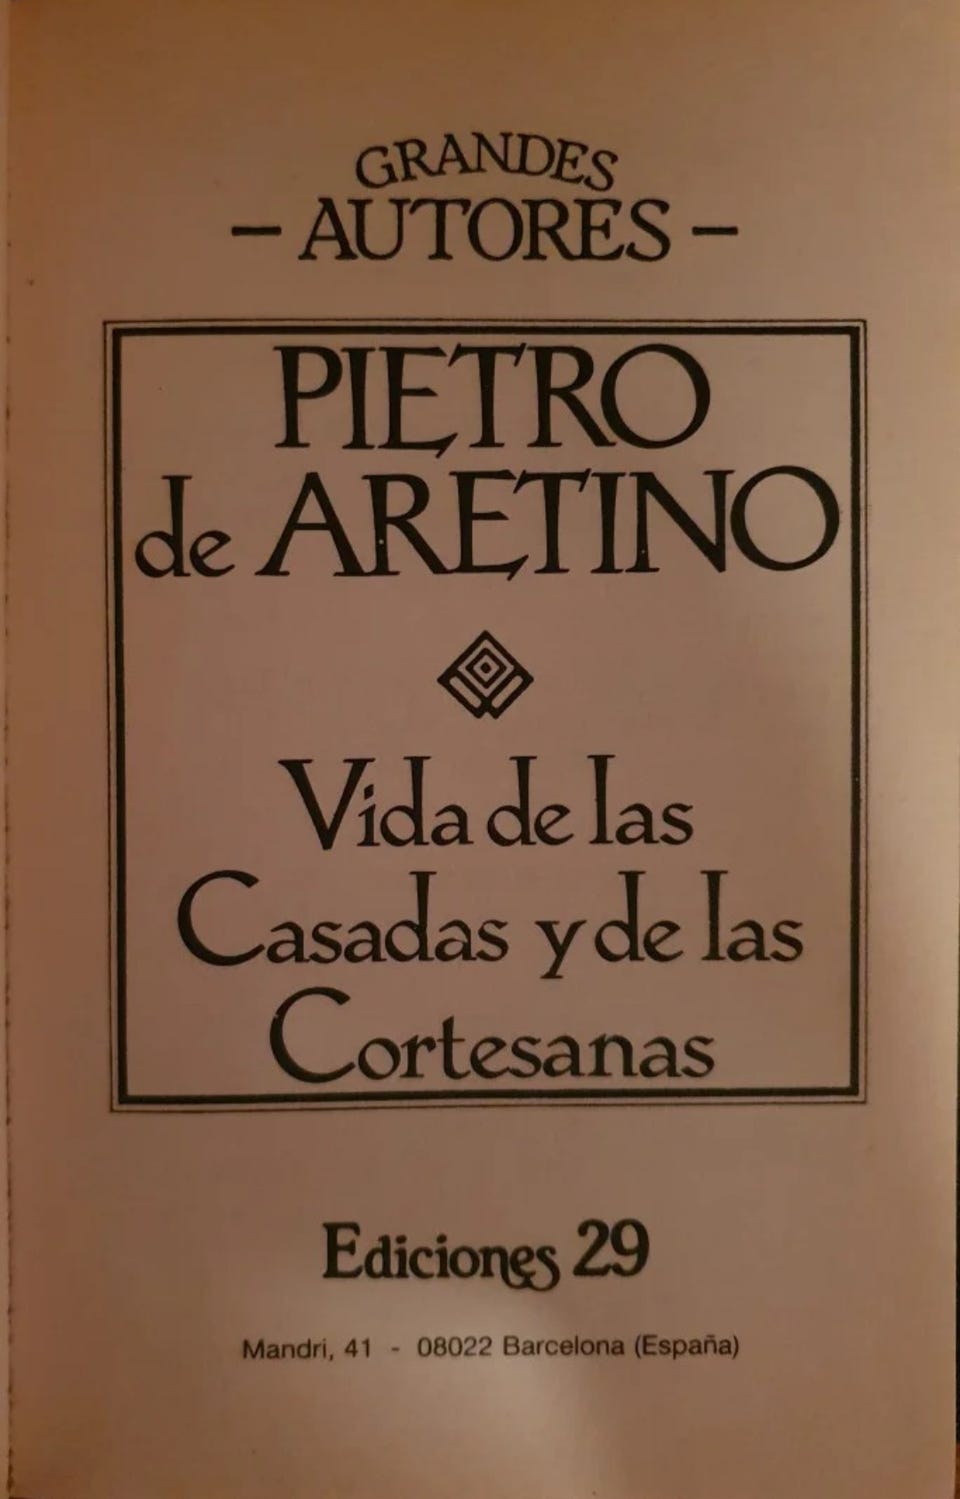 GRANDES
- AUTORES -
PIETRO
de ARETINO
Vida de las
Casadas y de las
Cortesanas
Ediciones 29
Mandri, 41 - 08022 Barcelona (España)